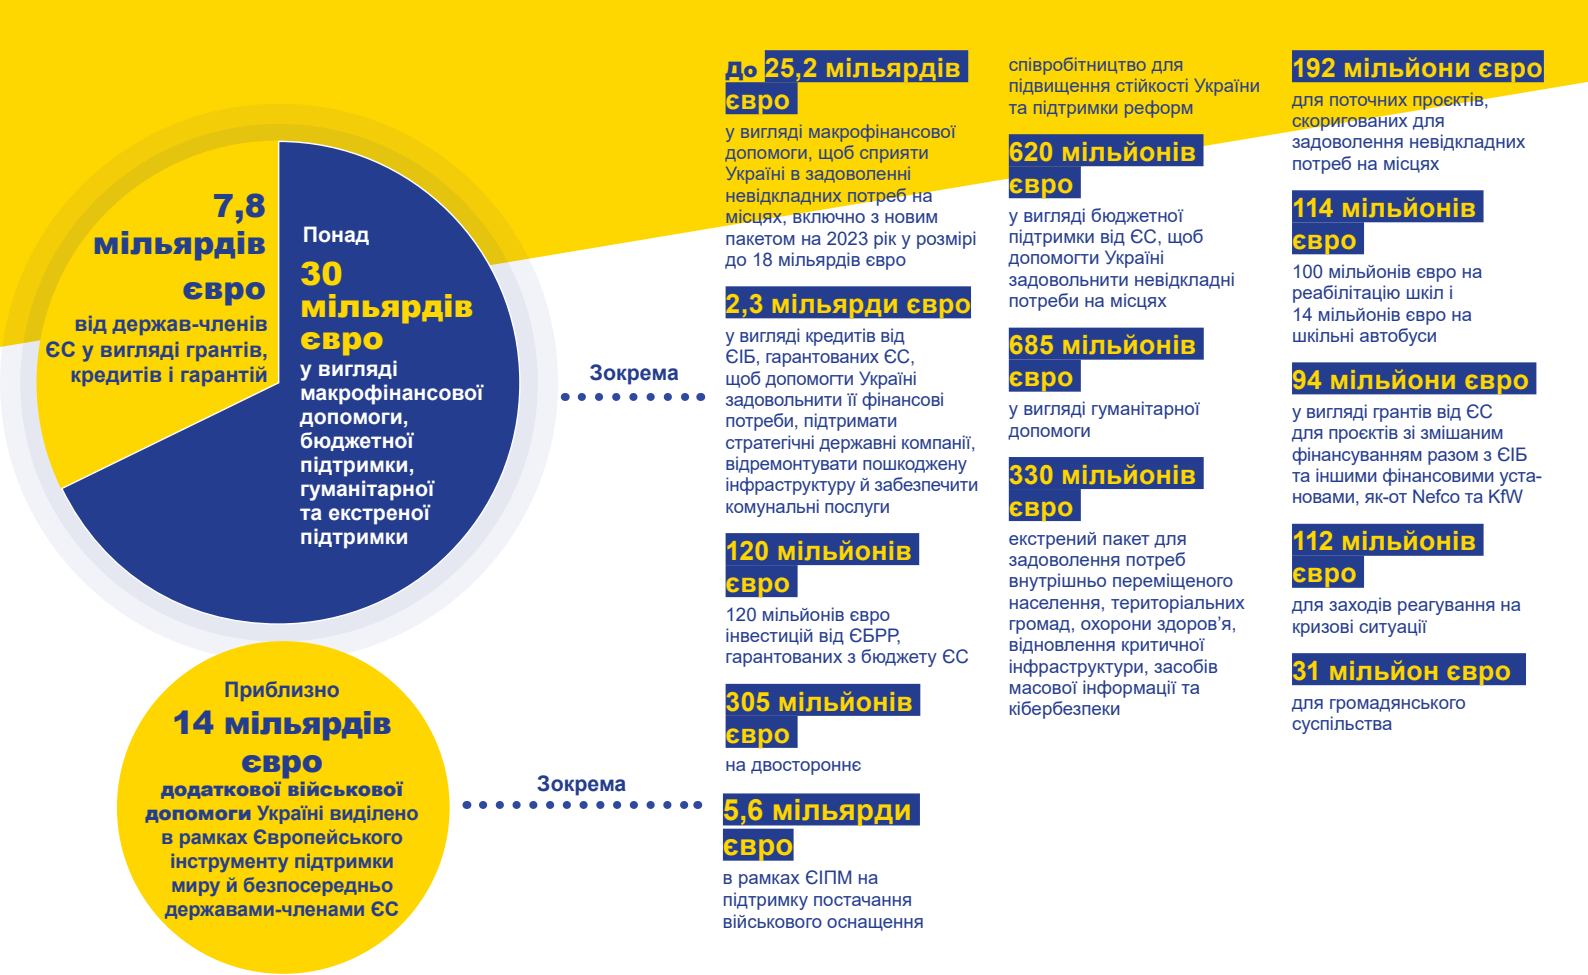 7,8
мільярдів
євро
від держав-членів
ЄС у вигляді грантів,
кредитів і гарантій
Понад
30
мільярдів
євро
у вигляді
макрофінансової
допомоги,
бюджетної
підтримки,
гуманітарної
та екстреної
підтримки
Зокрема
До 25,2 мільярдів
євро
у вигляді макрофінансової
допомоги, щоб сприяти
Україні в задоволенні
невідкладних потреб на
місцях, включно з новим
пакетом на 2023 рік у розмірі
до 18 мільярдів євро
2,3 мільярди євро
у вигляді кредитів від
ЄІБ, гарантованих ЄС,
щоб допомогти Україні
задовольнити її фінансові
потреби, підтримати
стратегічні державні компанії,
відремонтувати пошкоджену
інфраструктуру й забезпечити
комунальні послуги
120 мільйонів
євро
120 мільйонів євро
інвестицій від ЄБРР,
гарантованих з бюджету ЄС
305 мільйонів
євро
на двостороннє
співробітництво для
підвищення стійкості України
та підтримки реформ
620 мільйонів
євро
у вигляді бюджетної
підтримки від ЄС, щоб
допомогти Україні
задовольнити невідкладні
потреби на місцях
685 мільйонів
євро
у вигляді гуманітарної
допомоги
330 мільйонів
євро
екстрений пакет для
задоволення потреб
внутрішньо переміщеного
населення, територіальних
громад, охорони здоров’я,
відновлення критичної
інфраструктури, засобів
масової інформації та
кібербезпеки
192 мільйони євро
для поточних проєктів,
скоригованих для
задоволення невідкладних
потреб на місцях
114 мільйонів
євро
100 мільйонів євро на
реабілітацію шкіл і
14 мільйонів євро на
шкільні автобуси
94 мільйони євро
у вигляді грантів від ЄС
для проєктів зі змішаним
фінансуванням разом з ЄІБ
та іншими фінансовими уста-
новами, як-от Nefco та KfW
112 мільйонів
євро
для заходів реагування на
кризові ситуації
31 мільйон євро
для громадянського
суспільства
Приблизно
14 мільярдів
євро
додаткової військової
допомоги Україні виділено
в рамках Європейського
інструменту підтримки
миру й безпосередньо
державами-членами ЄС
Зокрема
5,6 мільярди
євро
в рамках ЄІПМ на
підтримку постачання
військового оснащення